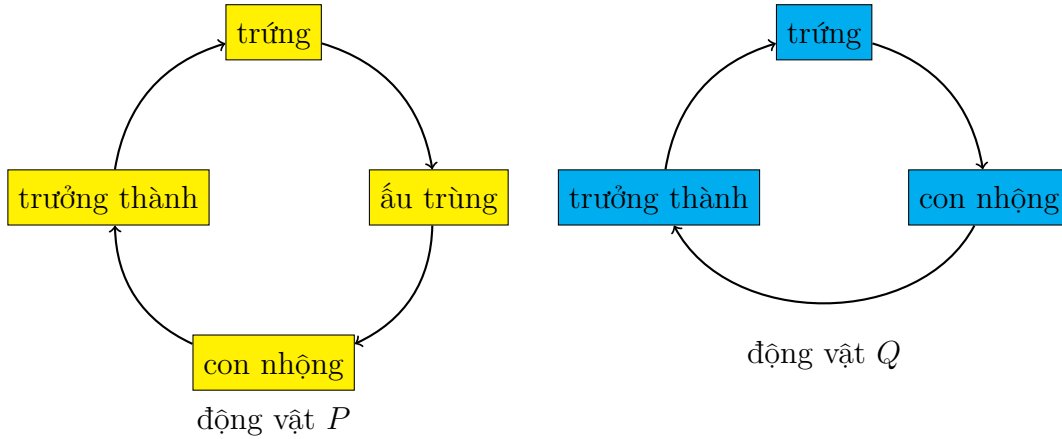 trứng
trưởng thành
ấu trùng
con nhộng
động vật P
trứng
trưởng thành
con nhộng
động vật Q